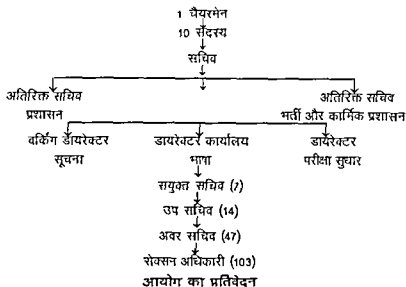 1 चैयरमेन
10 सदस्य
सचिव
अतिरिक्त सचिव
प्रशासन
अतिरिक्त सचिव
भर्ती और कार्मिक प्रशासन
वर्किंग डायरेक्टर
सूचना
डायरेक्टर कार्यालय
भाषा
डायरेक्टर
परीक्षा सुधार
सयुक्त सचिव (7)
उप सचिव (14)
अवर सचिव (47)
सेक्सन अधिकारी (103)
आयोग का प्रतिवेदन